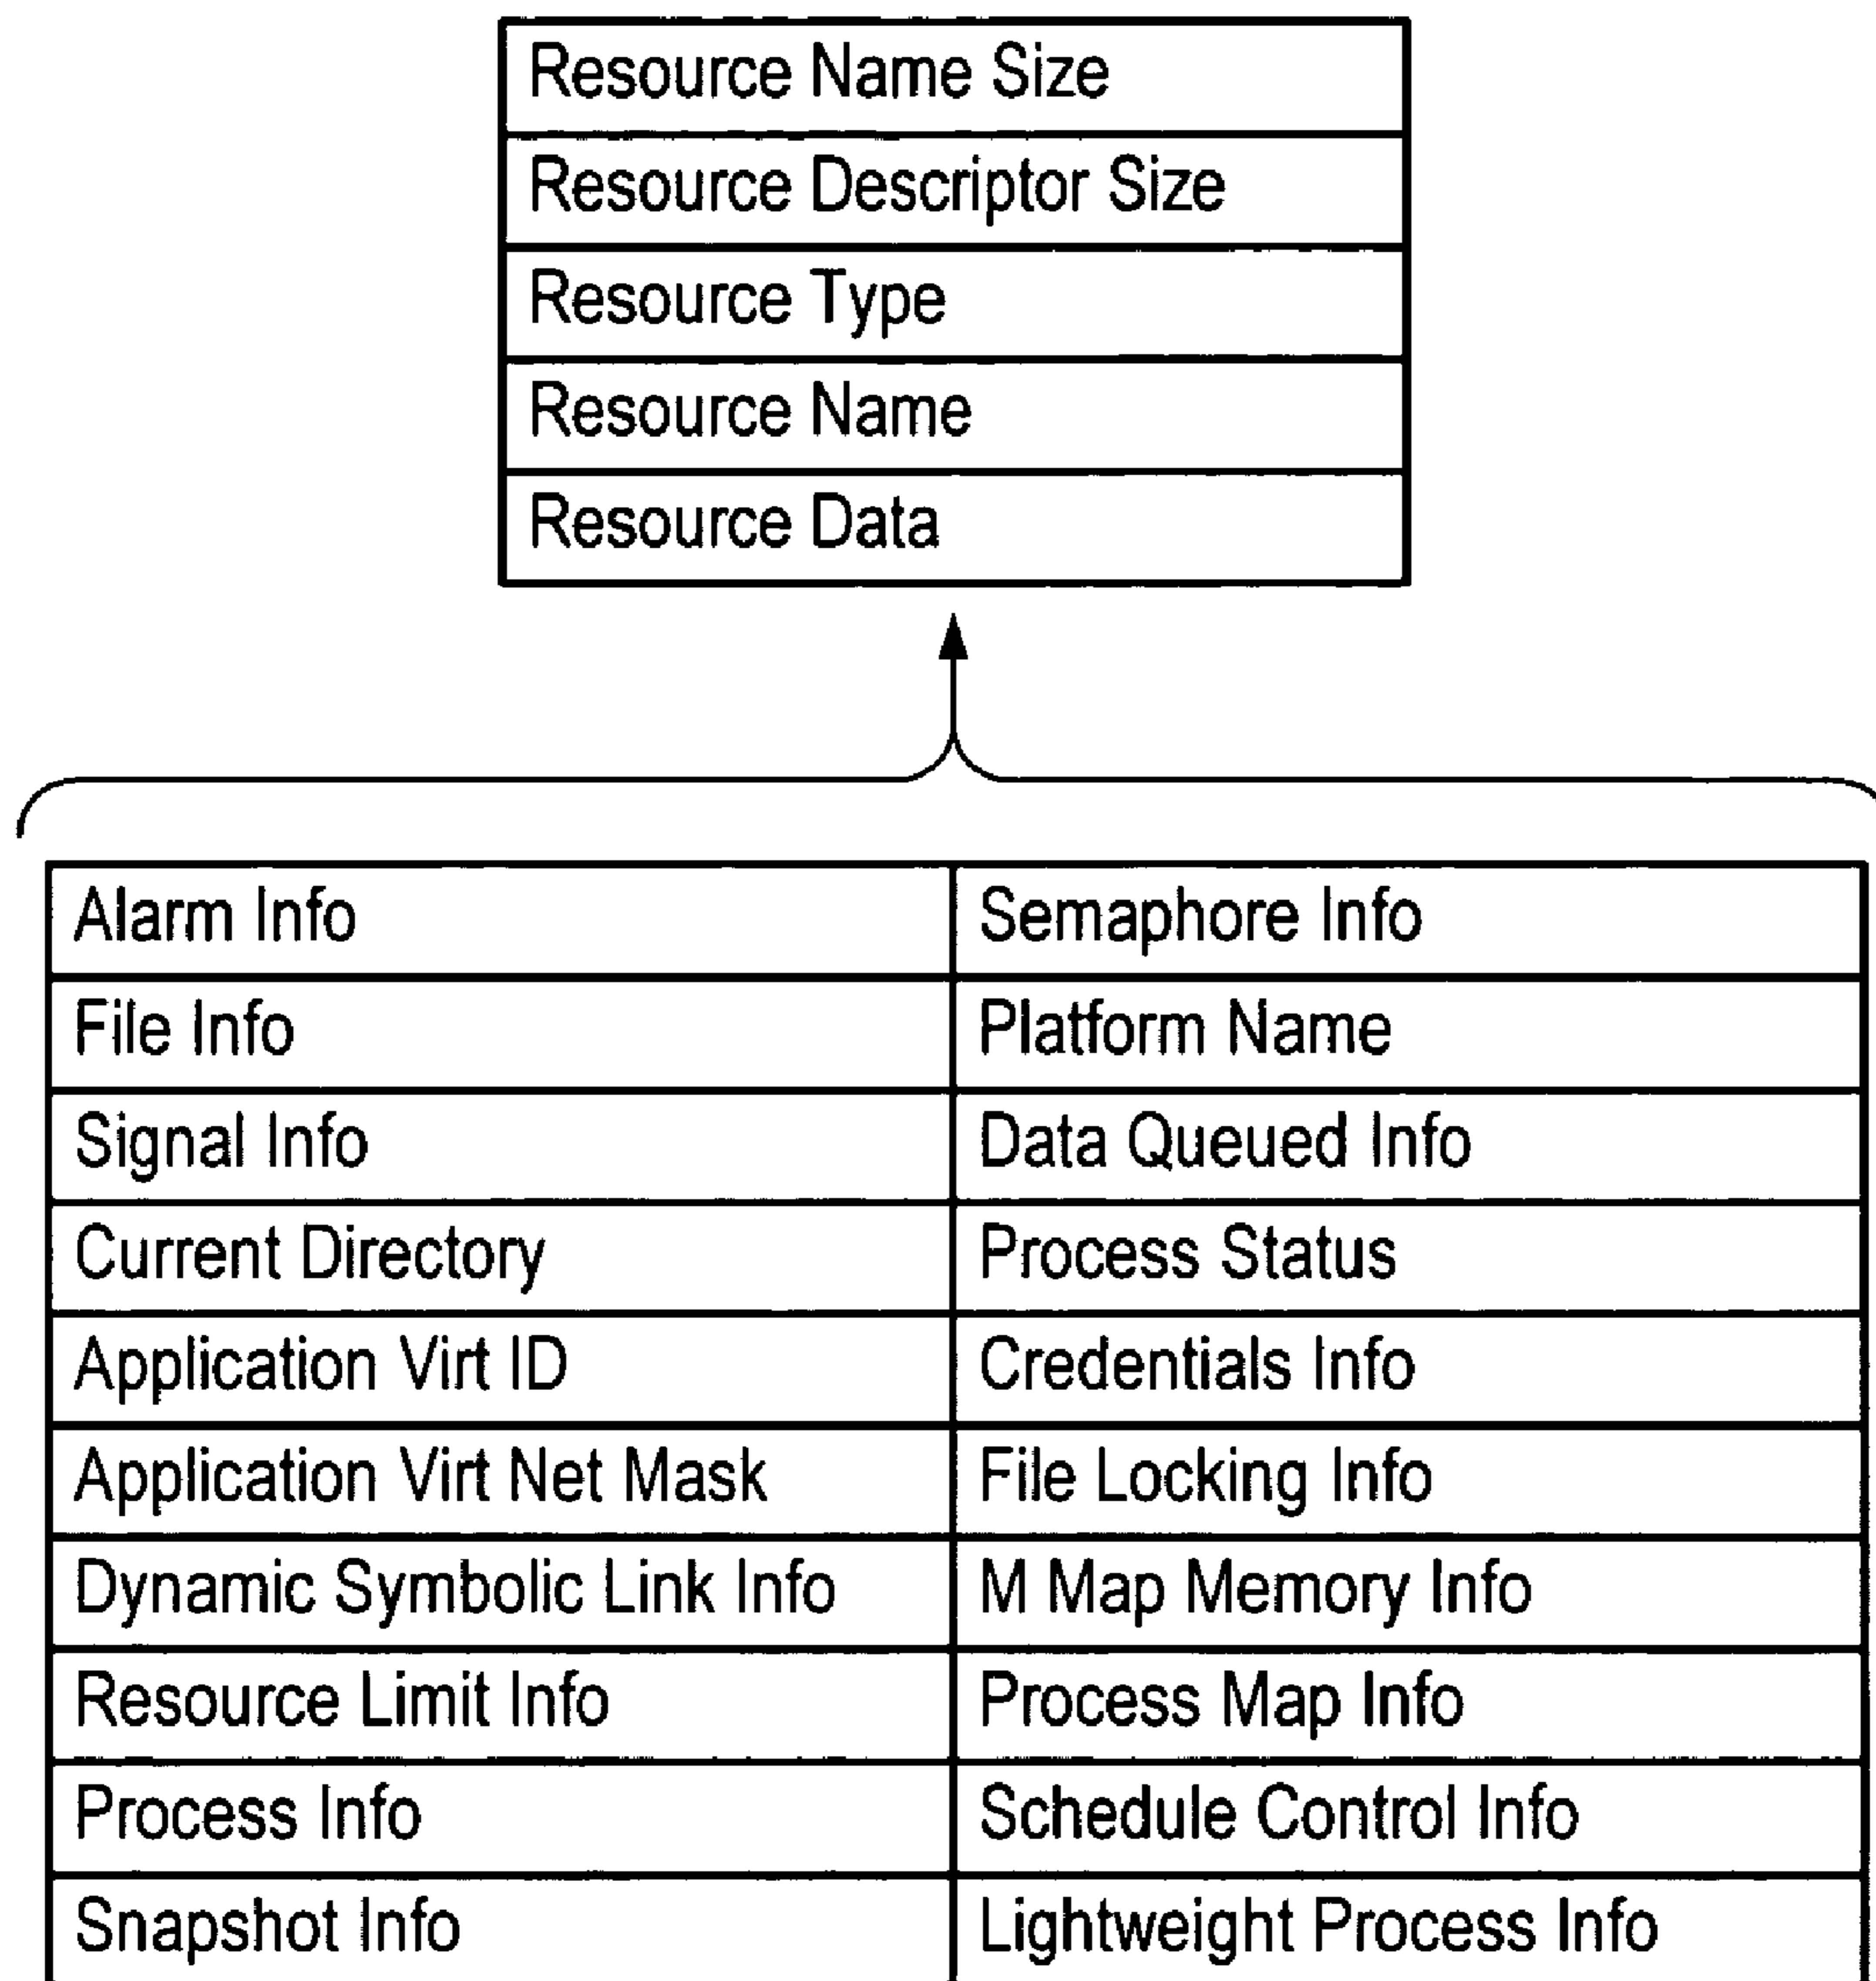 Resource Name Size
Resource Descriptor Size
Resource Type
Resource Name
Resource Data
Alarm Info
Semaphore Info
File Info
Platform Name
Signal Info
Data Queued Info
Current Directory
Process Status
Application Virt ID
Credentials Info
Application Virt Net Mask
File Locking Info
Dynamic Symbolic Link Info
M Map Memory Info
Resource Limit Info
Process Map Info
Process Info
Schedule Control Info
Snapshot Info
Lightweight Process Info